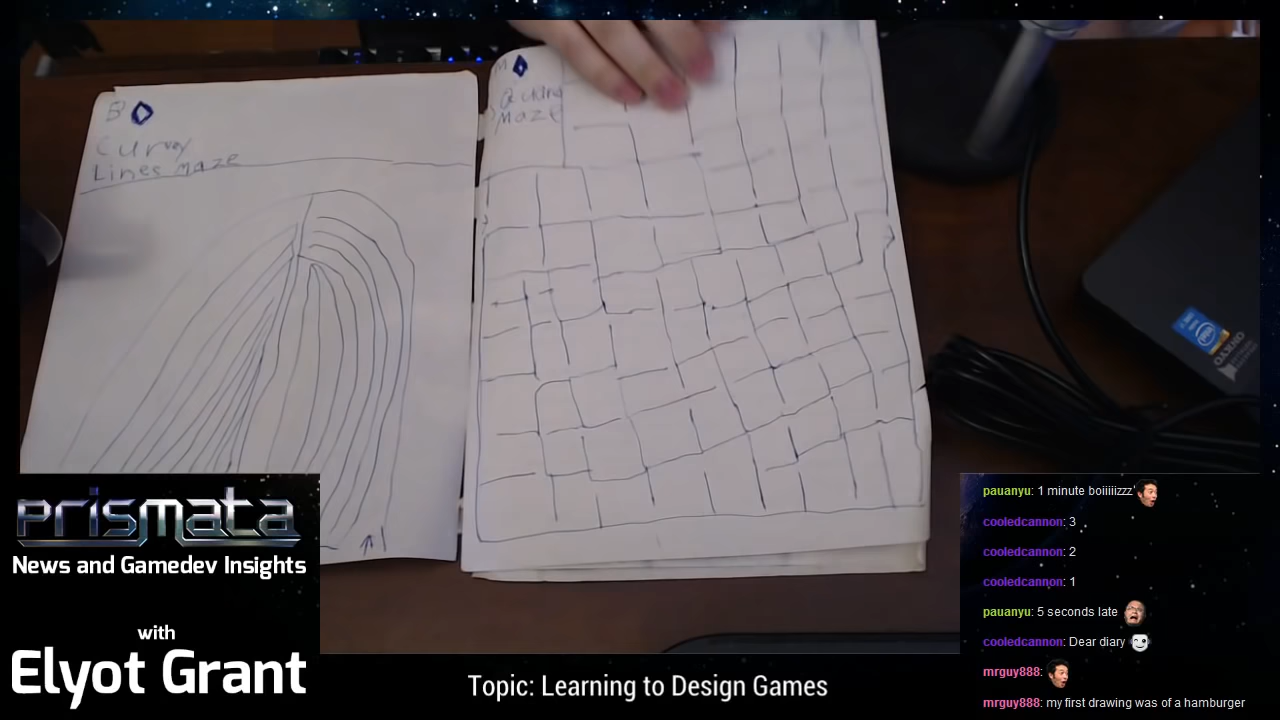 B
Curvy
Lines Maze
Maze
prismata
News and Gamedev Insights
with
Elyot Grant
Topic: Learning to Design Games
pauanyu: 1 minute boiiiiizzz
cooledcannon: 3
cooledcannon: 2
cooledcannon: 1
pauanyu: 5 seconds late
cooledcannon: Dear diary
mrguy888:
mrguy888: my first drawing was of a hamburger